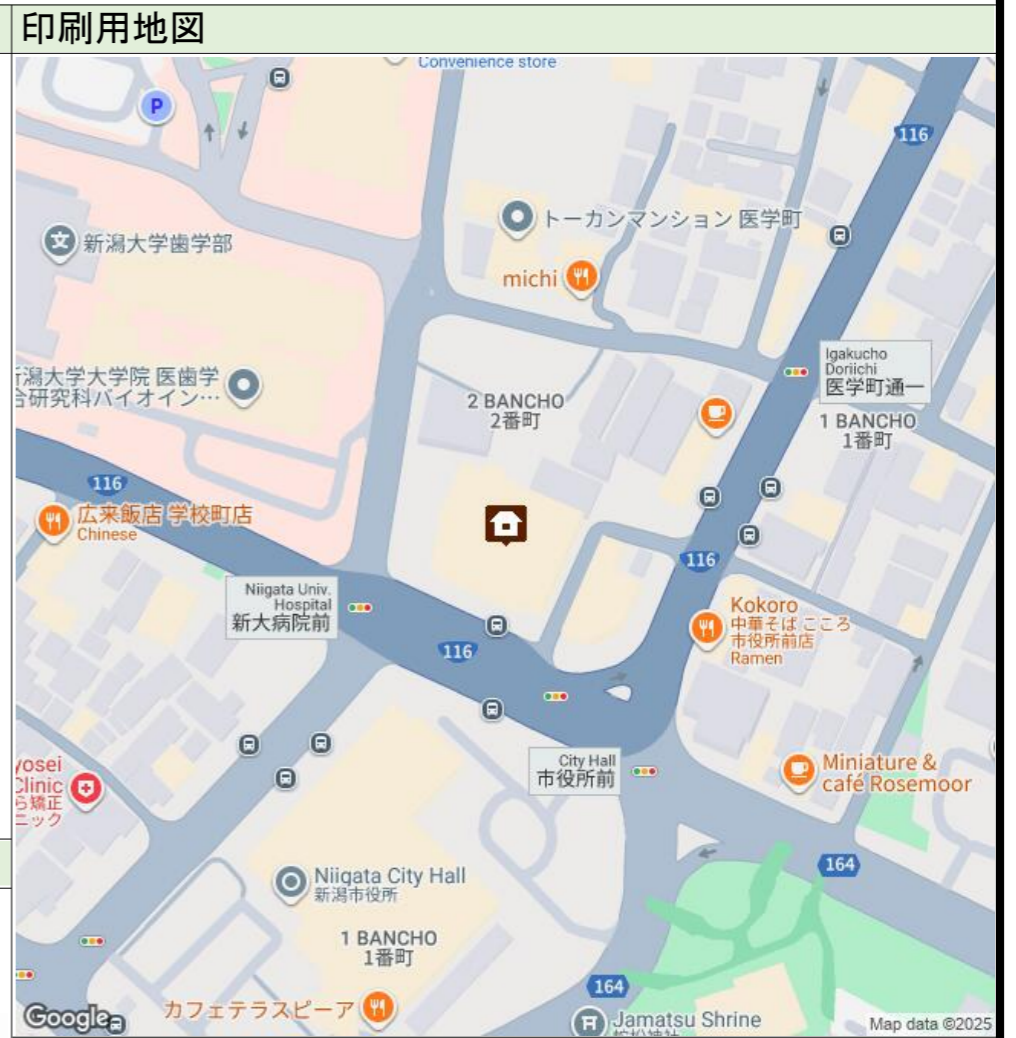 印刷用地図
Convenience store
P
116
新潟大学歯学部
トーカンマンション 医学町
michi
Igakucho
Doriichi
医学町通一
潟大学大学院 医歯学
合研究科バイオイン…
2 BANCHO
2番町
1 BANCHO
1番町
116
広来飯店 学校町店
Chinese
116
Niigata Univ.
Hospital
新大病院前
Kokoro
中華そば こころ
市役所前店
Ramen
116
City Hall
市役所前
Miniature &
café Rosemoor
yosei
Clinic
ら矯正
ニック
164
Niigata City Hall
新潟市役所
1 BANCHO
1番町
164
カフェテラスピーア
Jamatsu Shrine
Google
Map data ©2025